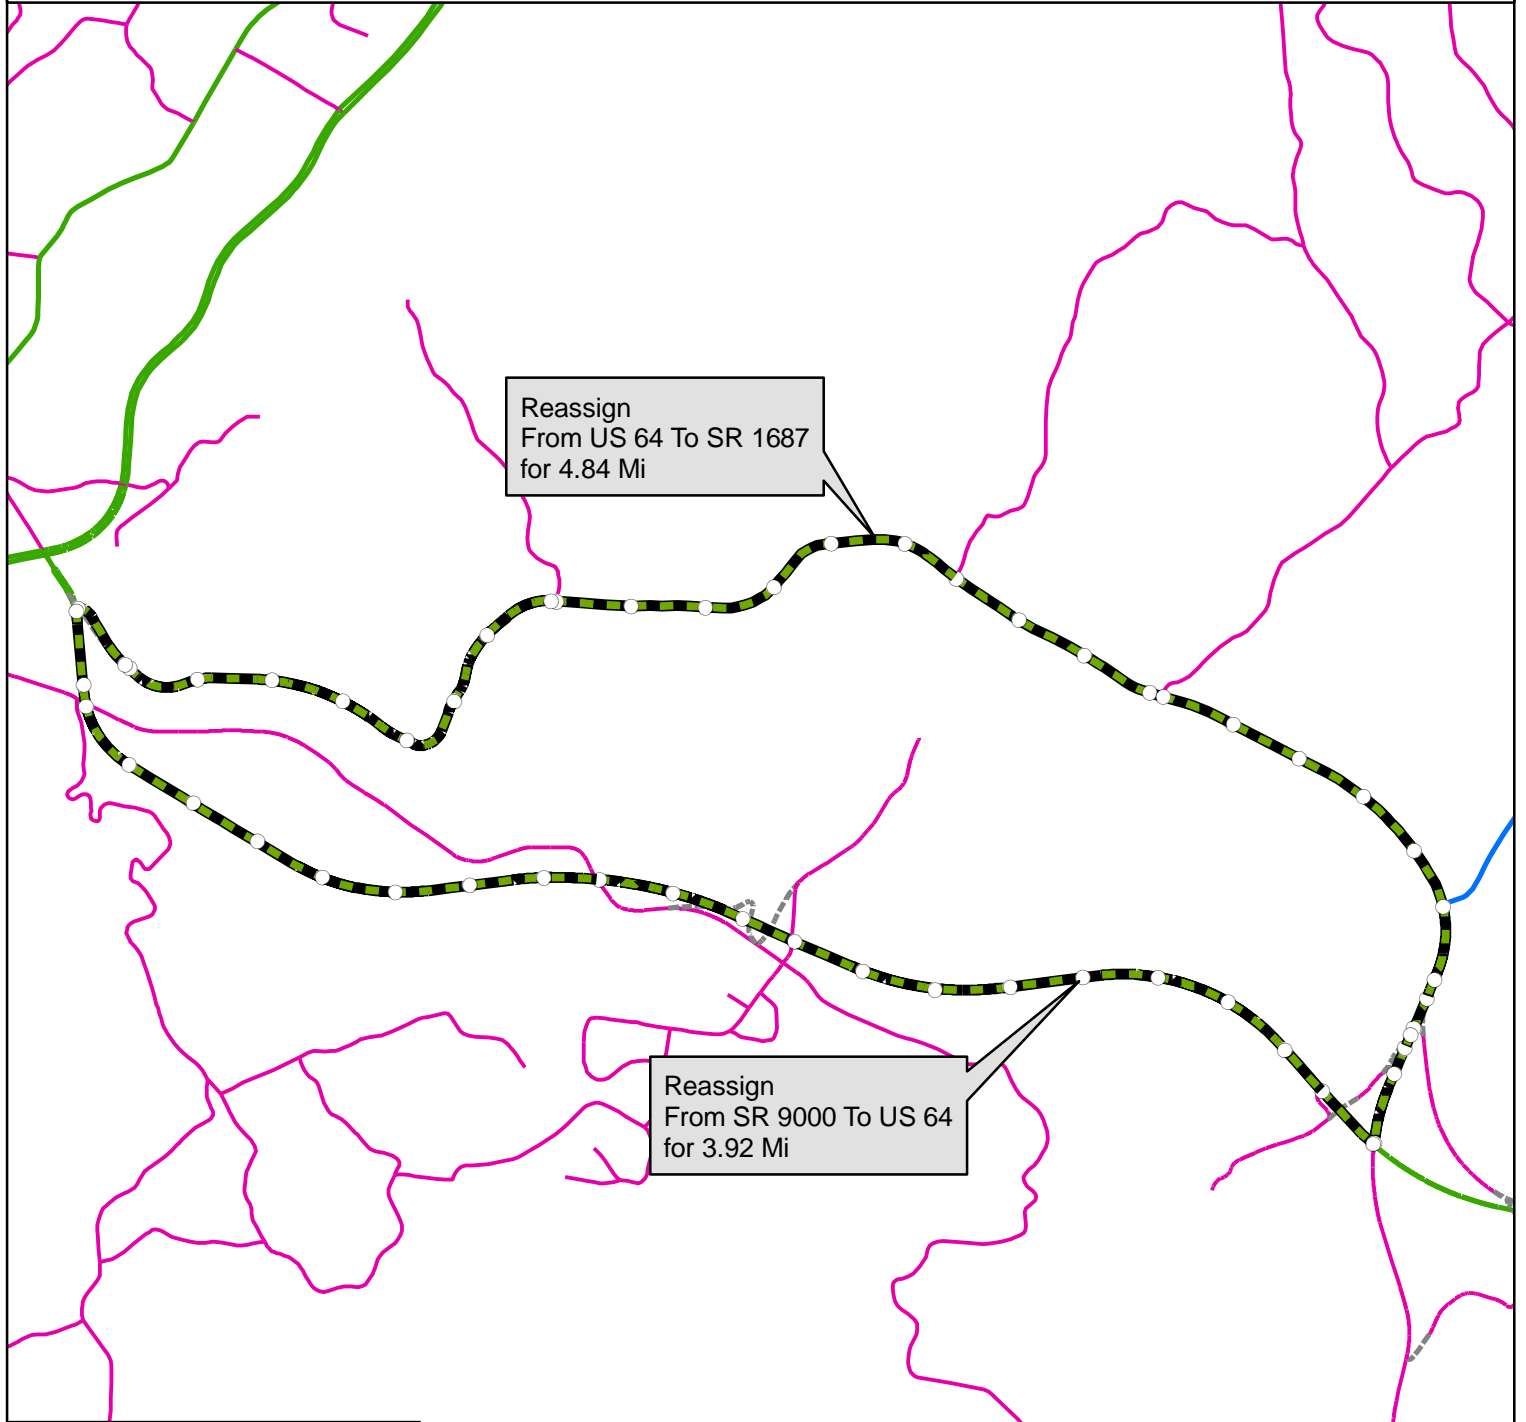 Reassign
From US 64 To SR 1687
for 4.84 Mi
Reassign
From SR 9000 To US 64
for 3.92 Mi